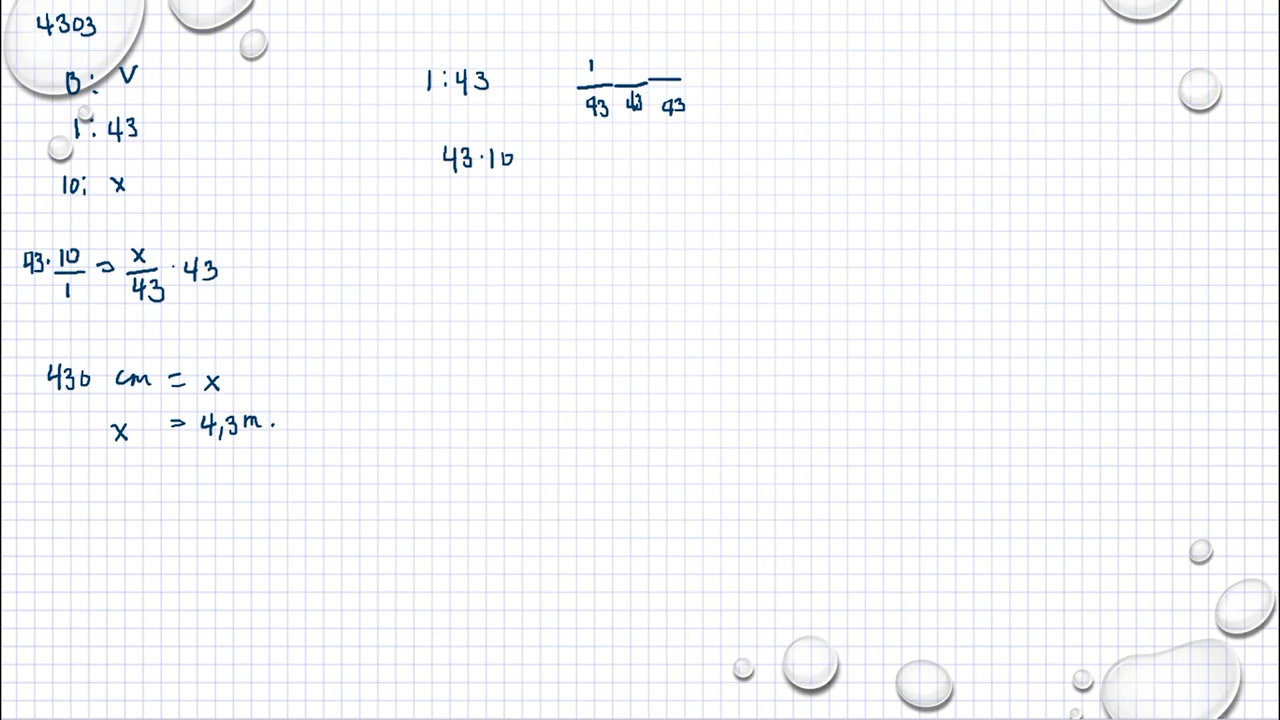 4303
B: V
1: 43
10: x
43 · 10/1 = x/43 · 43
430 cm = x
x = 4,3 m.
1:43
1
43 43 43
43·10